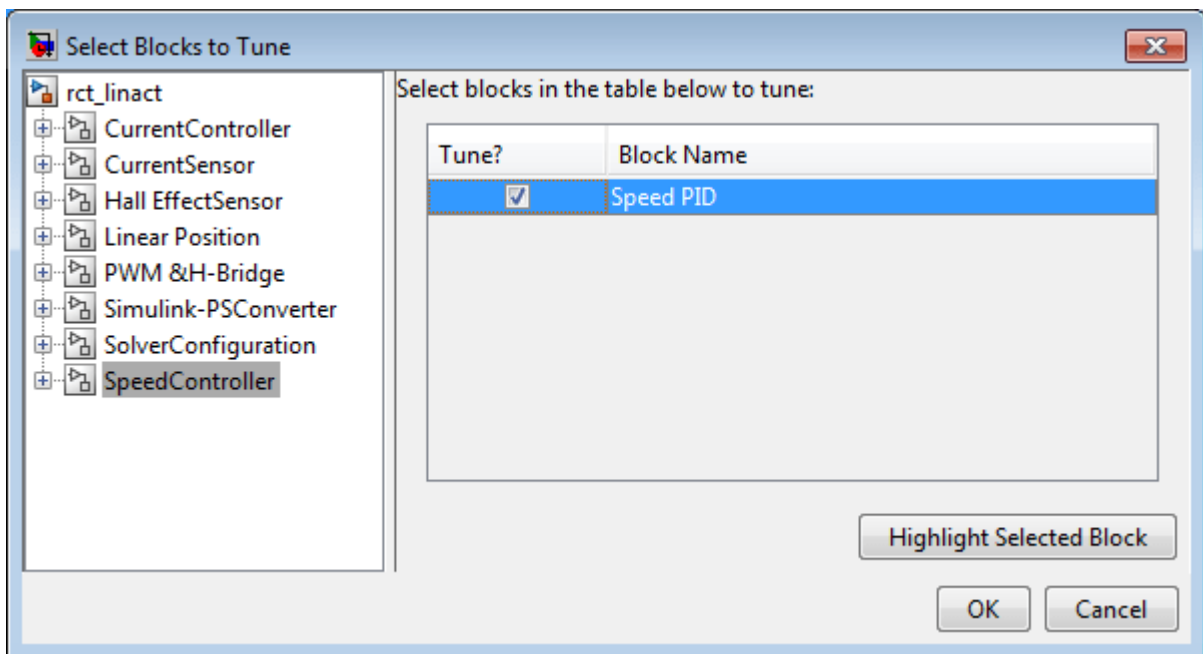 Select Blocks to Tune
rct_linact
CurrentController
CurrentSensor
Hall EffectSensor
Linear Position
PWM &H-Bridge
Simulink-PSConverter
SolverConfiguration
SpeedController
Select blocks in the table below to tune:
Tune? Block Name
Speed PID
Highlight Selected Block
OK Cancel